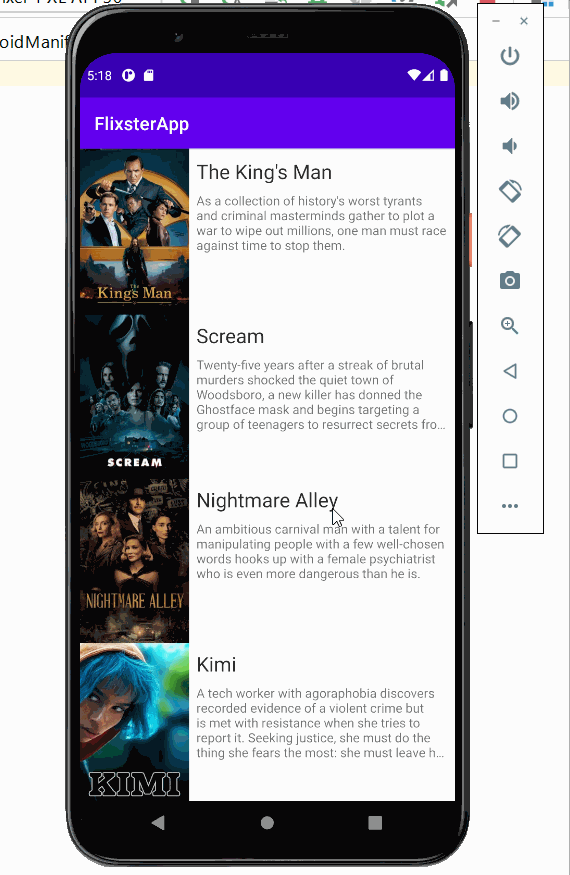 oidManif
5:18
FlixsterApp
The King's Man
As a collection of history's worst tyrants
and criminal masterminds gather to plot a
war to wipe out millions, one man must race
against time to stop them.
The
King's Man
Scream
Twenty-five years after a streak of brutal
murders shocked the quiet town of
Woodsboro, a new killer has donned the
Ghostface mask and begins targeting a
group of teenagers to resurrect secrets fro...
SCREAM
Nightmare Alley
An ambitious carnival man with a talent for
manipulating people with a few well-chosen
words hooks up with a female psychiatrist
who is even more dangerous than he is.
NIGHTMARE ALLEY
Kimi
A tech worker with agoraphobia discovers
recorded evidence of a violent crime but
is met with resistance when she tries to
report it. Seeking justice, she must do the
thing she fears the most: she must leave h...
KIMI